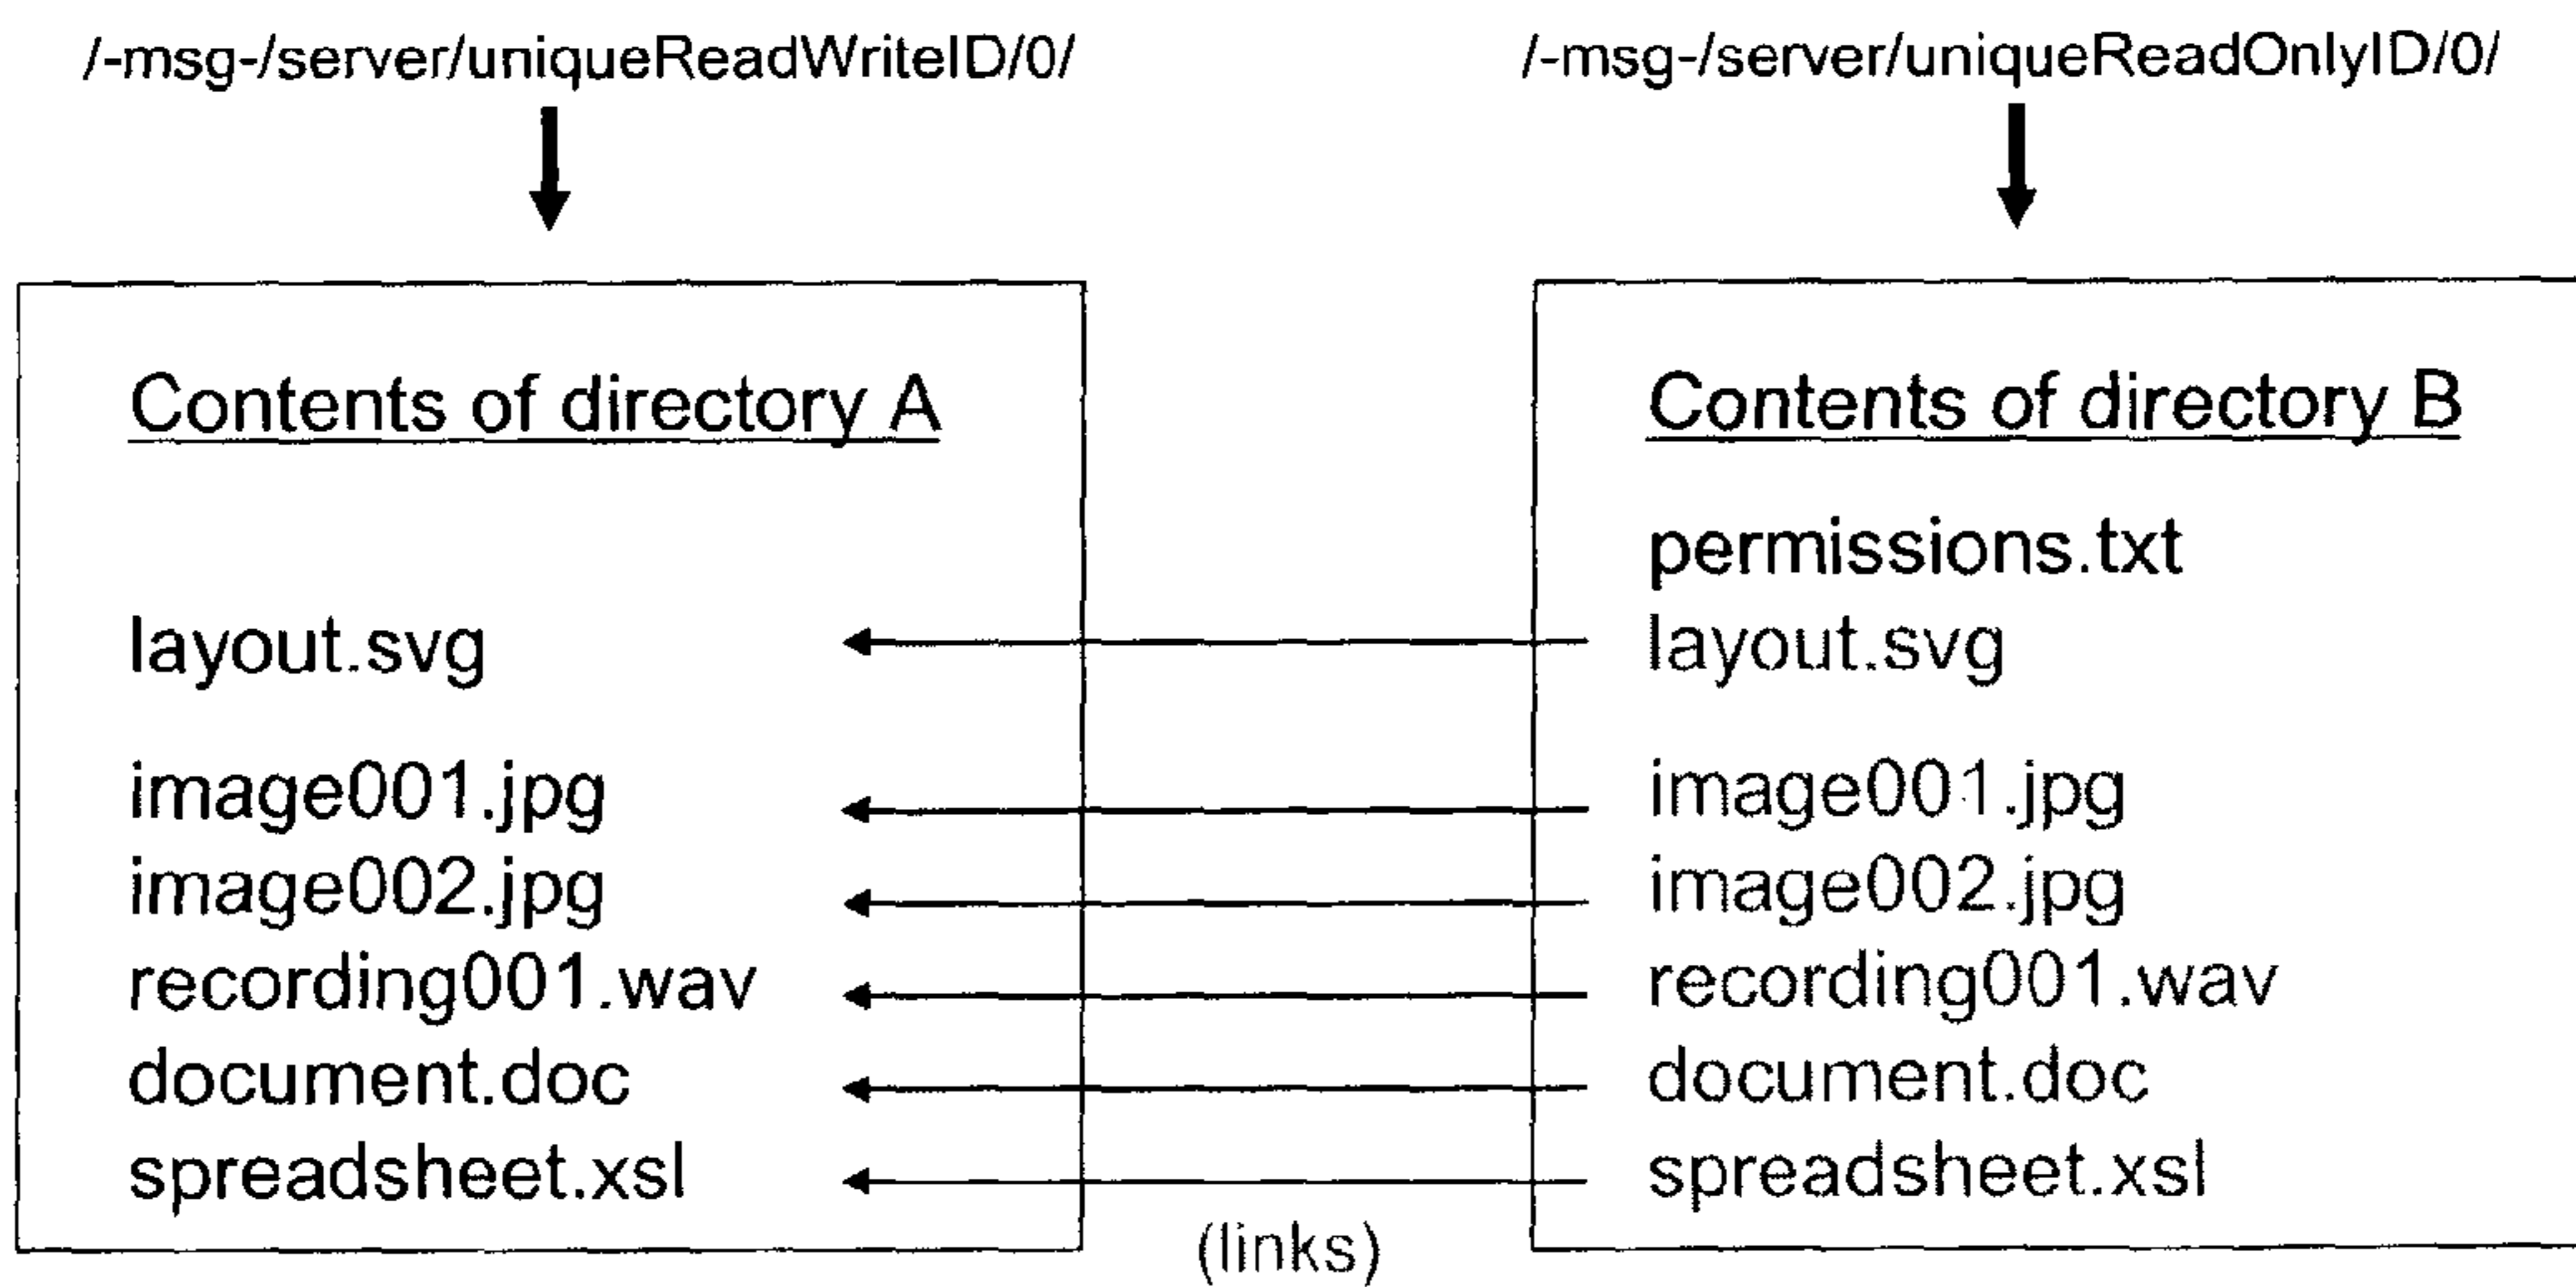 /-msg-/server/uniqueReadWriteID/0/
/-msg-/server/uniqueReadOnlyID/0/
Contents of directory A
layout.svg
image001.jpg
image002.jpg
recording001.wav
document.doc
spreadsheet.xsl
Contents of directory B
permissions.txt
layout.svg
image001.jpg
image002.jpg
recording001.wav
document.doc
spreadsheet.xsl
(links)